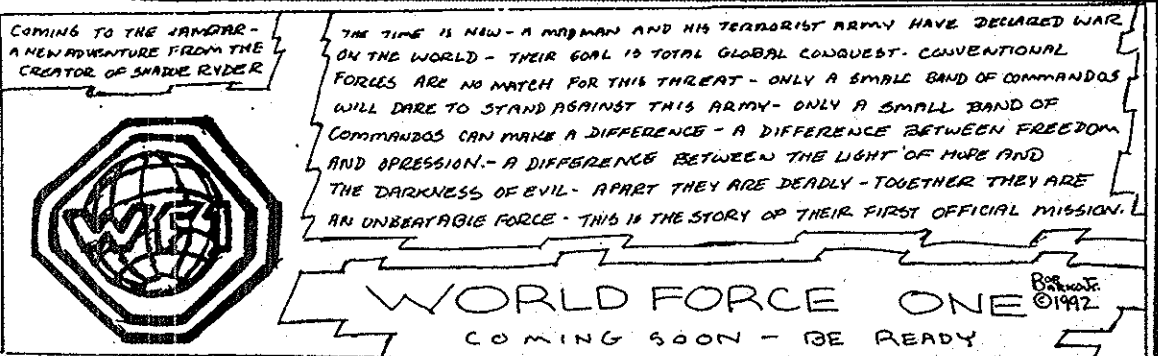 COMING TO THE JAMBAR -
A NEW ADVENTURE FROM THE
CREATOR OF SHADOE RYDER
THE TIME IS NOW - A MADMAN AND HIS TERRORIST ARMY HAVE DECLARED WAR
ON THE WORLD - THEIR GOAL IS TOTAL GLOBAL CONQUEST. CONVENTIONAL
FORCES ARE NO MATCH FOR THIS THREAT - ONLY A SMALL BAND OF COMMANDOS
WILL DARE TO STAND AGAINST THIS ARMY - ONLY A SMALL BAND OF
COMMANDOS CAN MAKE A DIFFERENCE - A DIFFERENCE BETWEEN FREEDOM
AND OPRESSION. - A DIFFERENCE BETWEEN THE LIGHT OF HOPE AND
THE DARKNESS OF EVIL - APART THEY ARE DEADLY - TOGETHER THEY ARE
AN UNBEATABLE FORCE - THIS IS THE STORY OF THEIR FIRST OFFICIAL MISSION.
WF1
WORLD FORCE ONE
BOB Jr.
©1992
COMING SOON - BE READY